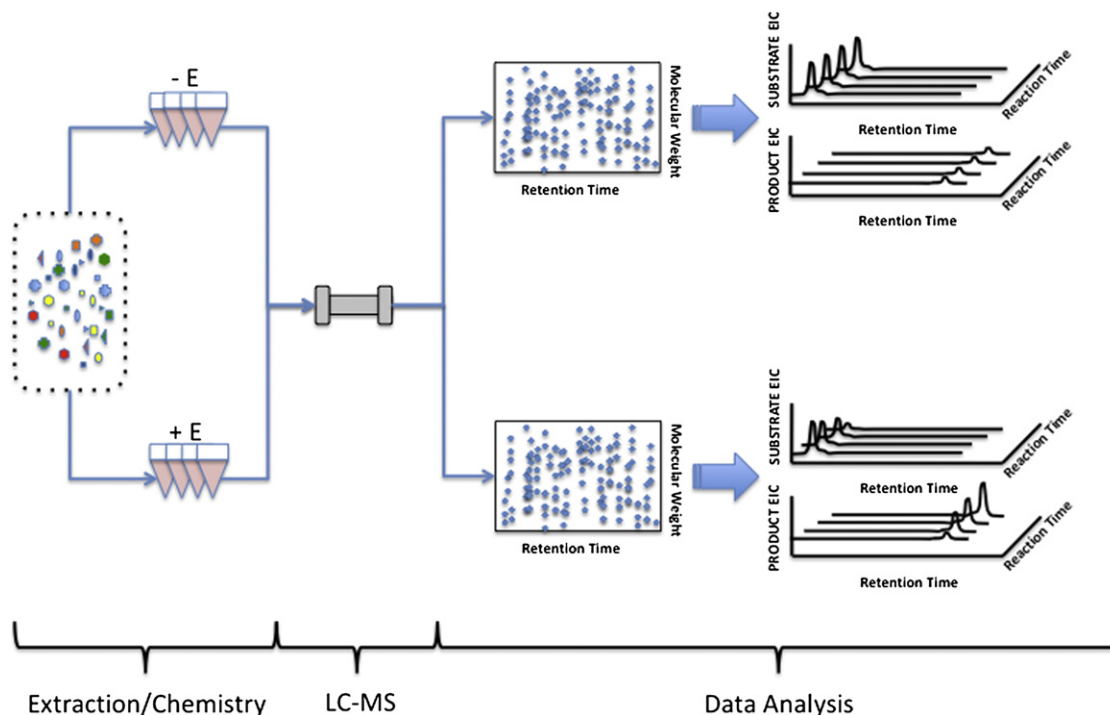 - E
+ E
Molecular Weight
Retention Time
SUBSTRATE EIC
Retention Time
Reaction Time
PRODUCT EIC
Retention Time
Reaction Time
Molecular Weight
Retention Time
SUBSTRATE EIC
Retention Time
Reaction Time
PRODUCT EIC
Retention Time
Reaction Time
Extraction/Chemistry
LC-MS
Data Analysis